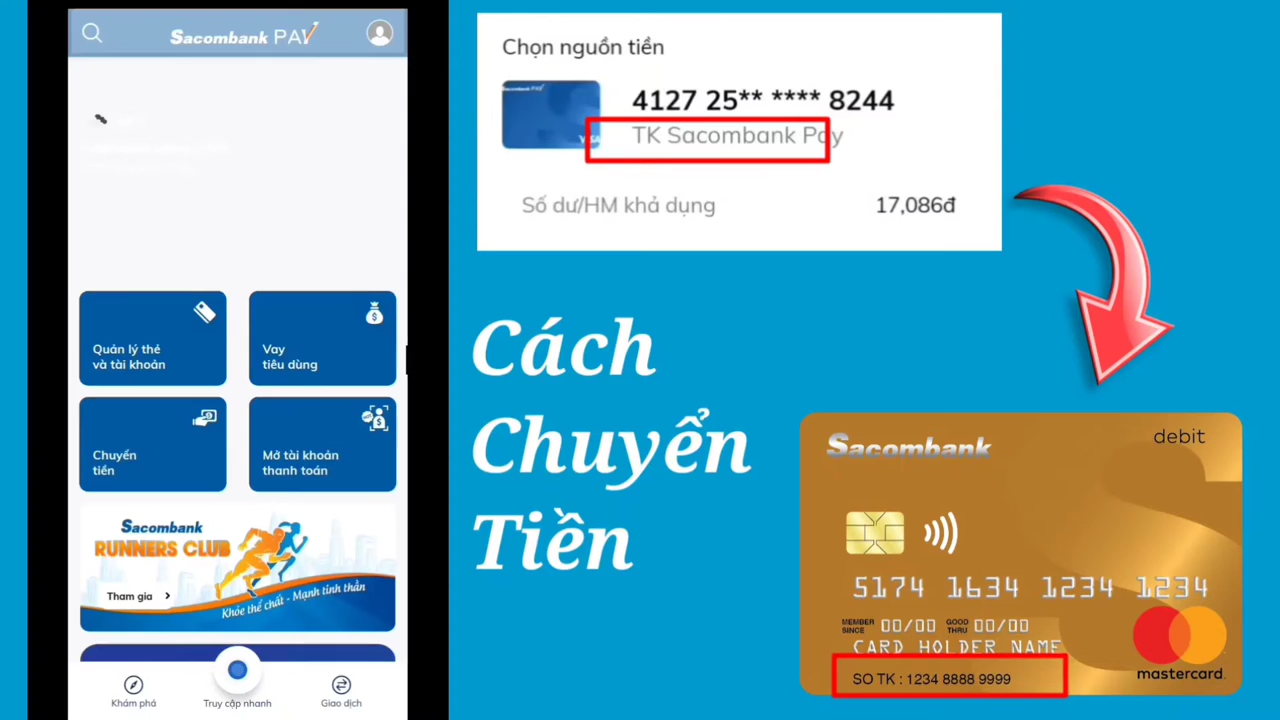 Sacombank PAY
Quản lý thẻ
và tài khoản
Vay
tiêu dùng
Chuyển
tiền
Mở tài khoản
thanh toán
Sacombank
RUNNERS CLUB
Tham gia
Khỏe thể chất - Mạnh tinh thần
Khám phá
Truy cập nhanh
Giao dịch
Chọn nguồn tiền
Sacombank PAY
VISA
4127 25** **** 8244
TK Sacombank Pay
Số dư/HM khả dụng
17,086đ
Cách
Chuyển
Tiền
Sacombank
debit
5174 1634 1234 1234
MEMBER SINCE 00/00 GOOD THRU 00/00
CARD HOLDER NAME
SO TK : 1234 8888 9999
mastercard.